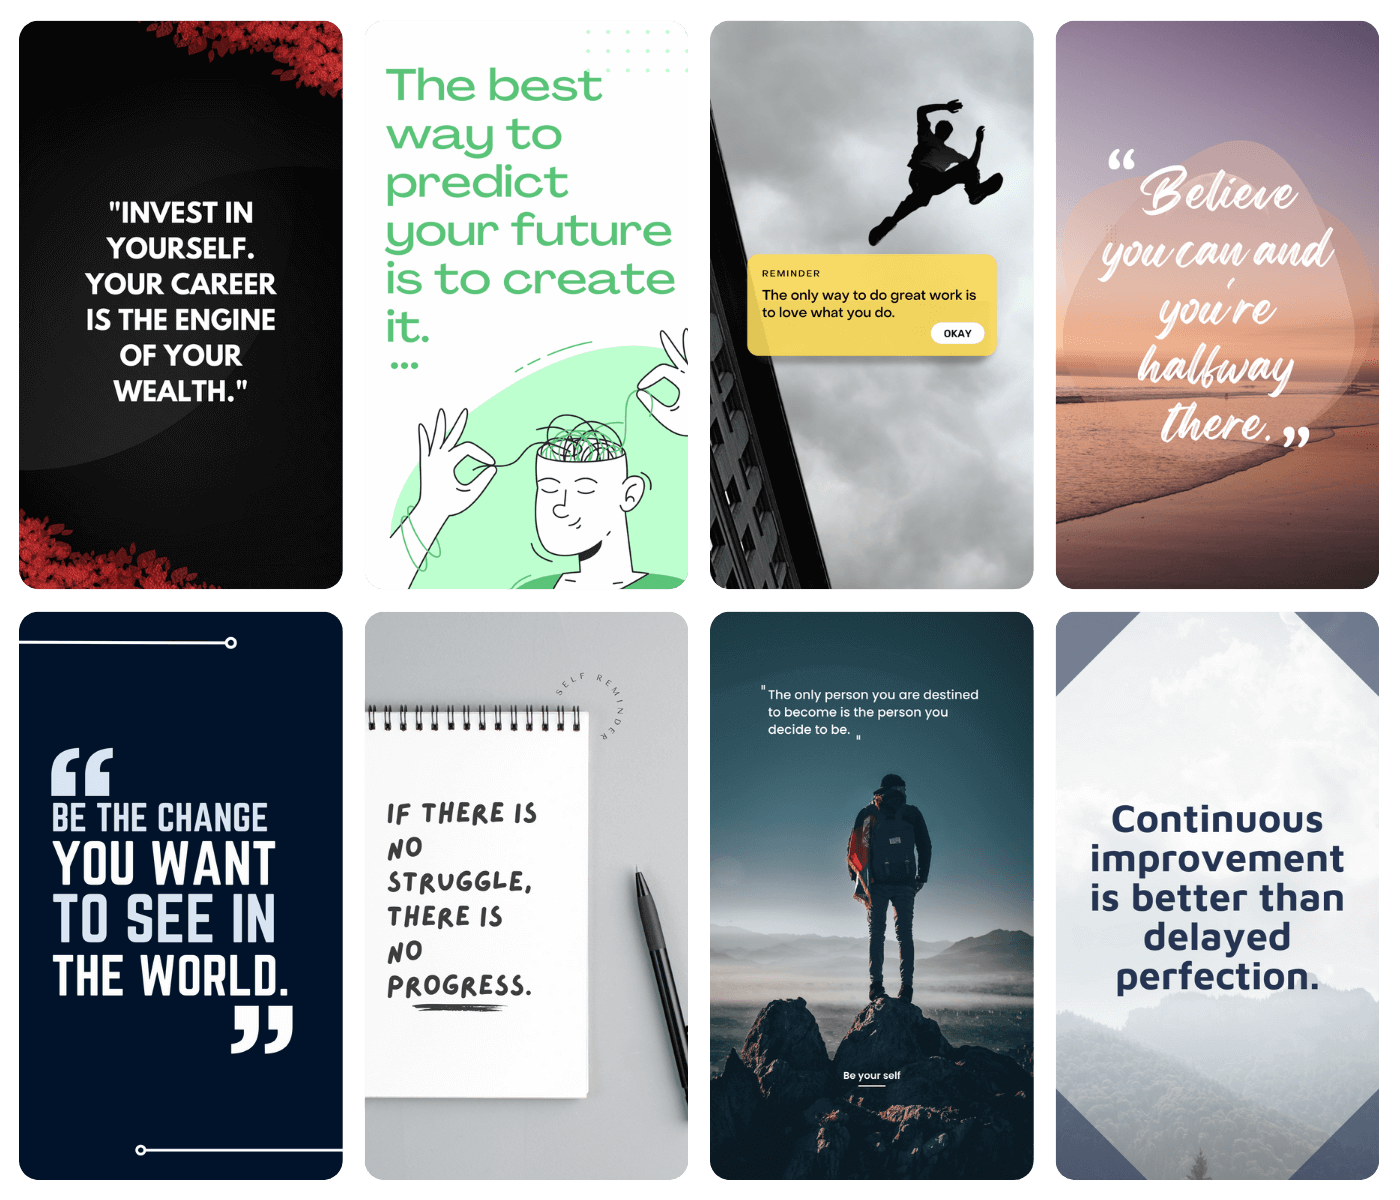 "INVEST IN
YOURSELF.
YOUR CAREER
IS THE ENGINE
OF YOUR
WEALTH."
The best
way to
predict
your future
is to create
it.
...
REMINDER
The only way to do great work is
to love what you do.
OKAY
“Believe
you can and
you're
halfway
there.”
“
BE THE CHANGE
YOU WANT
TO SEE IN
THE WORLD.
”
SELF REMINDER
IF THERE IS
NO
STRUGGLE,
THERE IS
NO
PROGRESS.
"The only person you are destined
to become is the person you
decide to be. "
Be your self
Continuous
improvement
is better than
delayed
perfection.